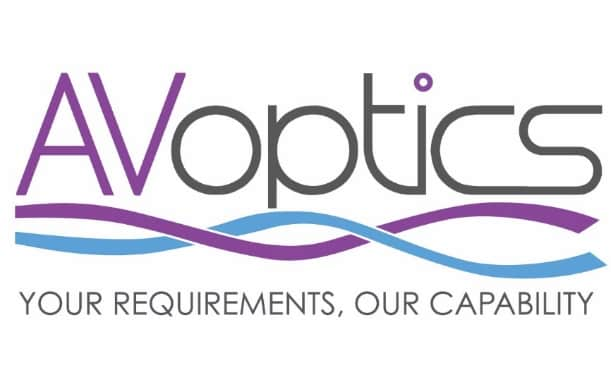 AVoptics
YOUR REQUIREMENTS, OUR CAPABILITY